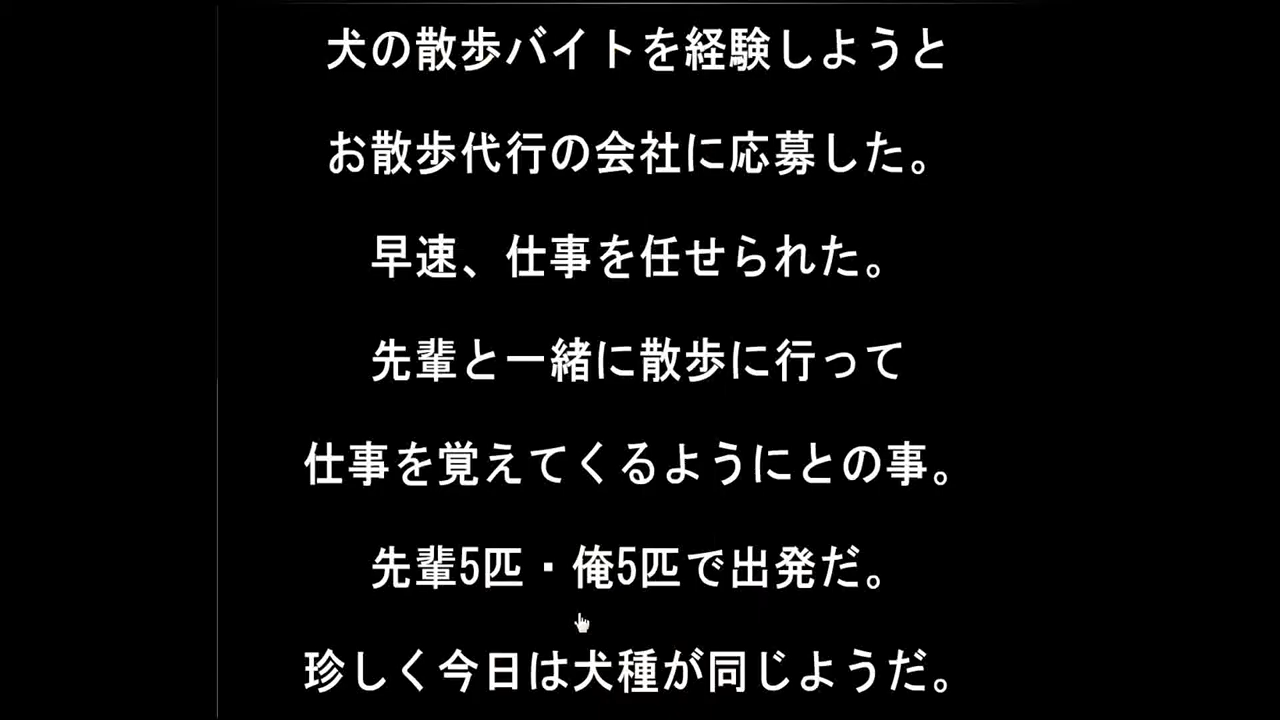 犬の散歩バイトを経験しようと
お散歩代行の会社に応募した。
早速、仕事を任せられた。
先輩と一緒に散歩に行って
仕事を覚えてくるようにとの事。
先輩5匹・俺5匹で出発だ。
珍しく今日は犬種が同じようだ。